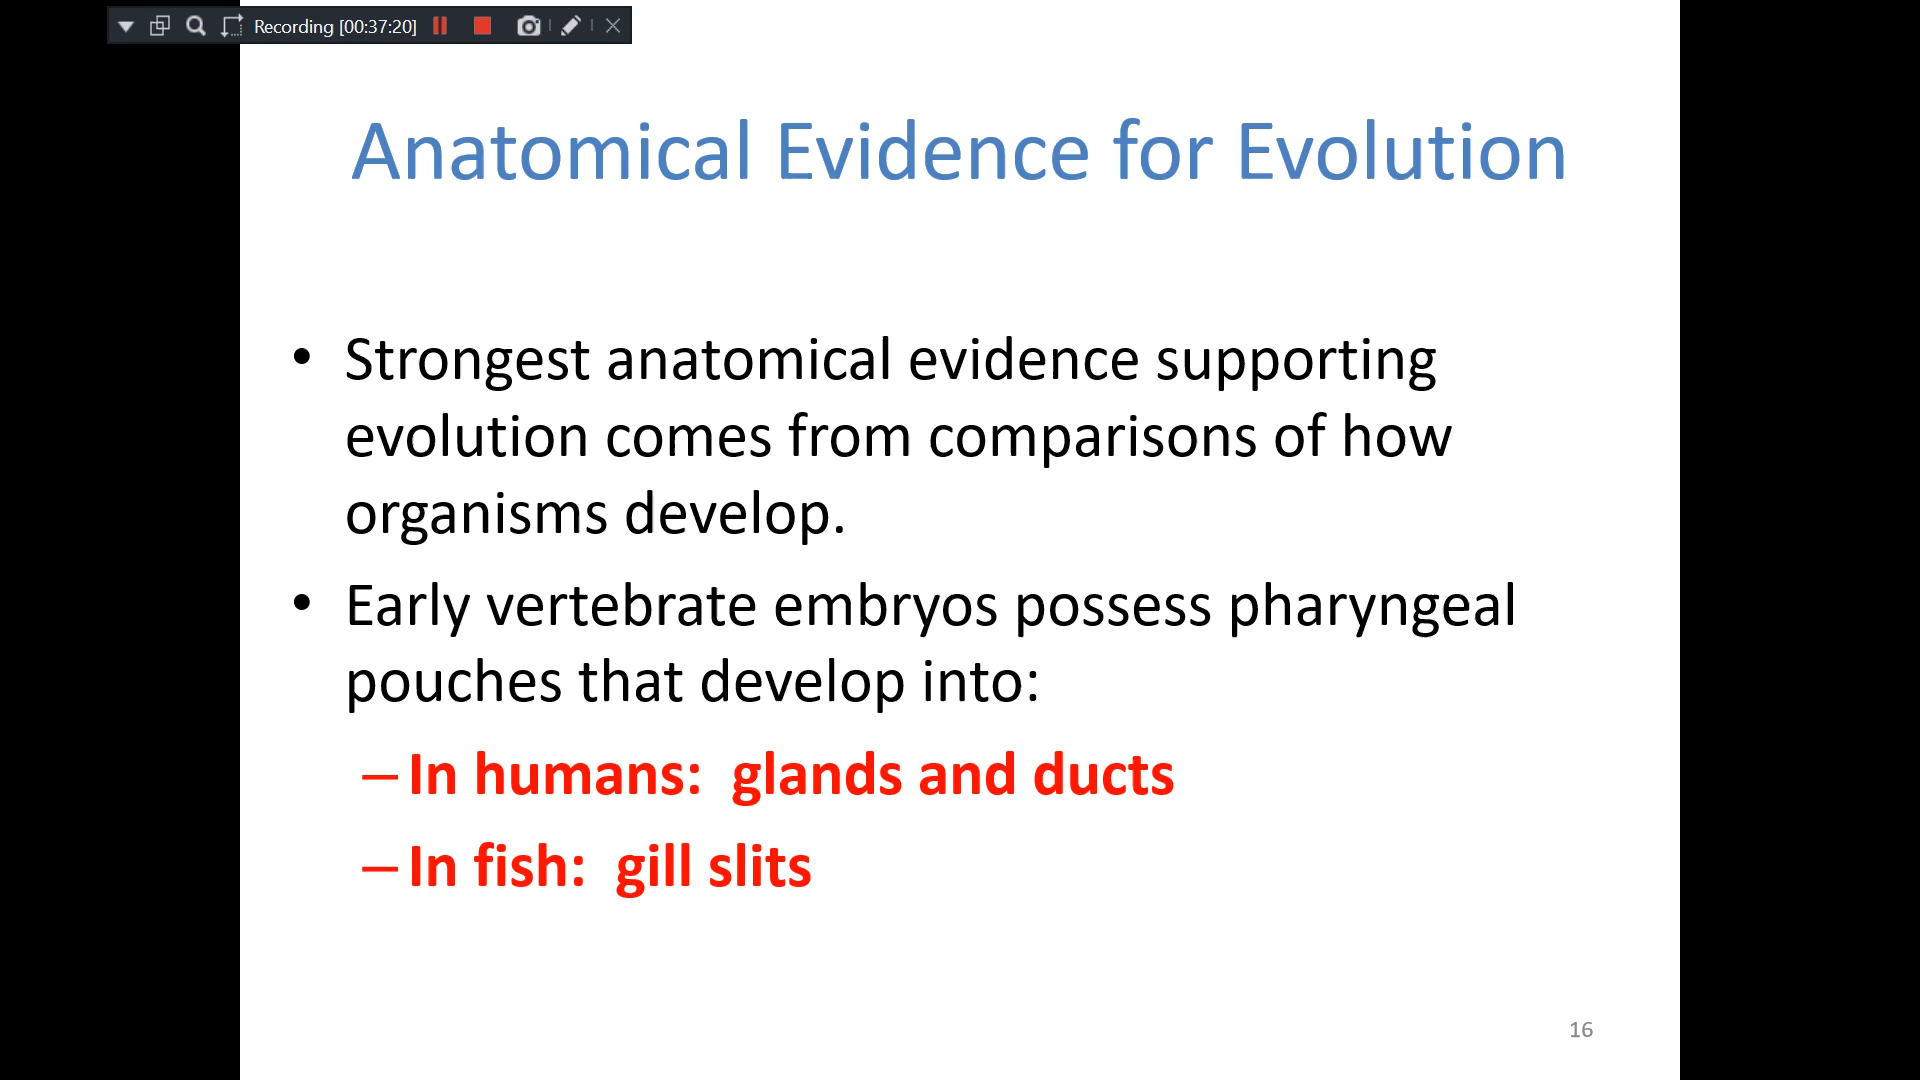 Recording [00:37:20]
Anatomical Evidence for Evolution
• Strongest anatomical evidence supporting
evolution comes from comparisons of how
organisms develop.
• Early vertebrate embryos possess pharyngeal
pouches that develop into:
– In humans:  glands and ducts
– In fish:  gill slits
16